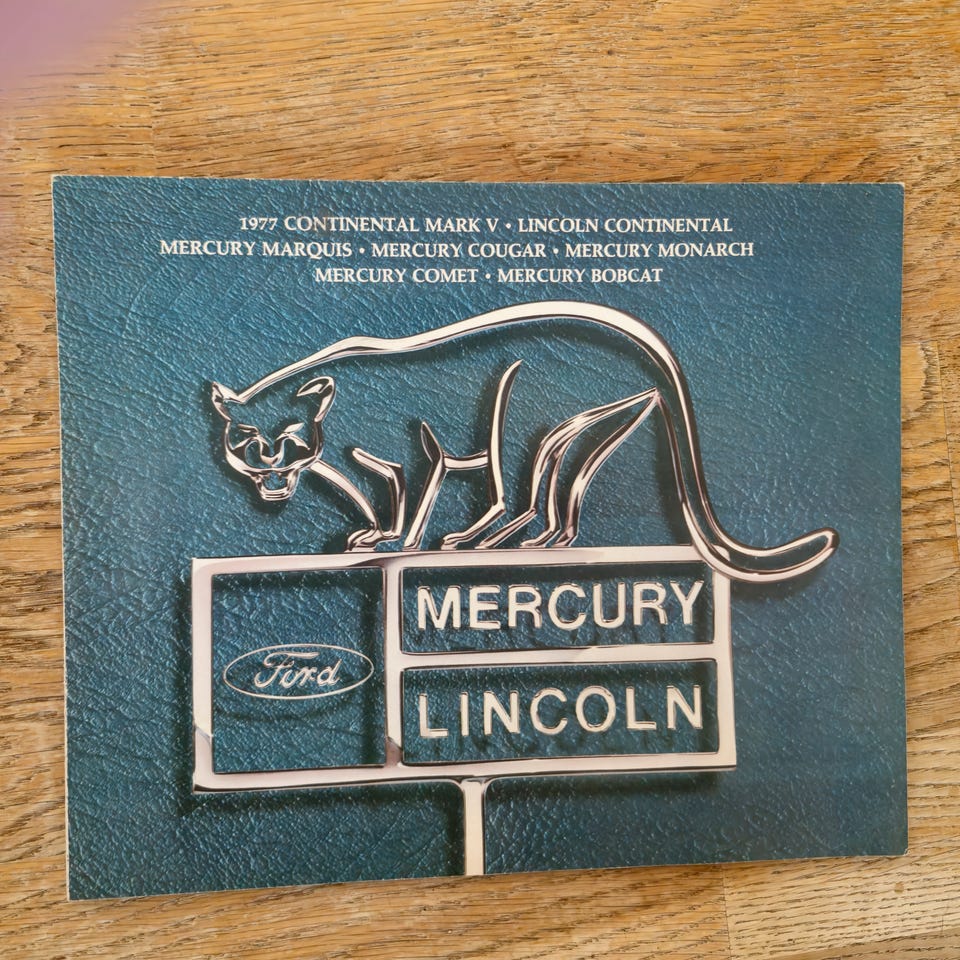 1977 CONTINENTAL MARK V • LINCOLN CONTINENTAL
MERCURY MARQUIS • MERCURY COUGAR • MERCURY MONARCH
MERCURY COMET • MERCURY BOBCAT
Ford
MERCURY
LINCOLN